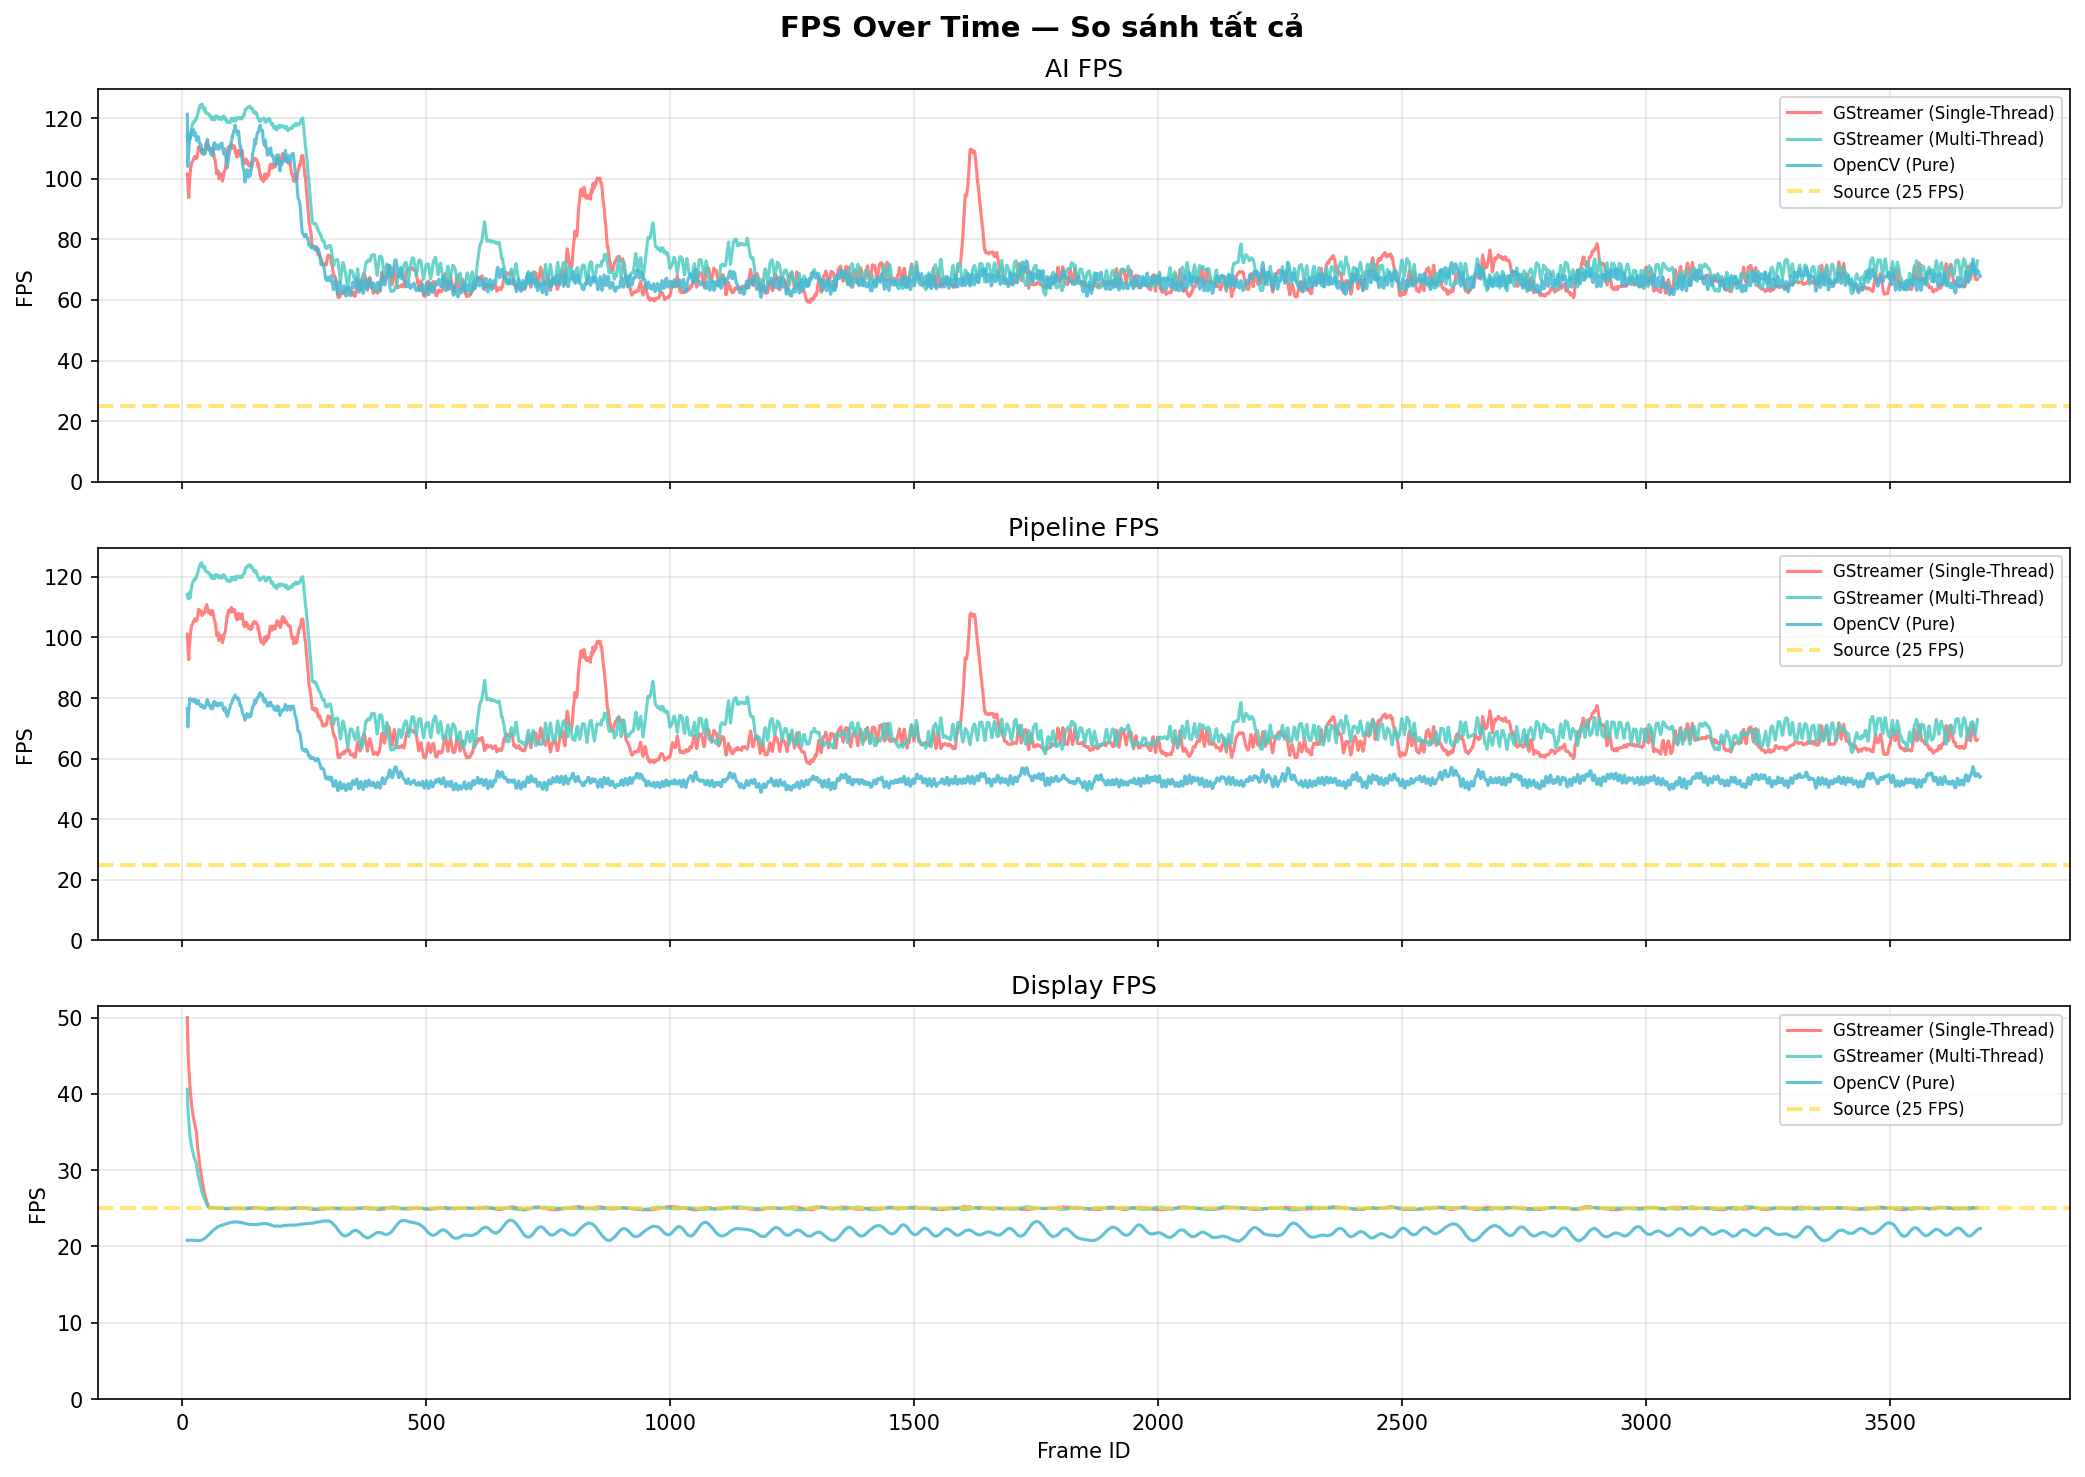 FPS Over Time — So sánh tất cả
AI FPS
FPS
120
100
80
60
40
20
0
GStreamer (Single-Thread)
GStreamer (Multi-Thread)
OpenCV (Pure)
Source (25 FPS)
Pipeline FPS
FPS
120
100
80
60
40
20
0
GStreamer (Single-Thread)
GStreamer (Multi-Thread)
OpenCV (Pure)
Source (25 FPS)
Display FPS
FPS
50
40
30
20
10
0
GStreamer (Single-Thread)
GStreamer (Multi-Thread)
OpenCV (Pure)
Source (25 FPS)
0 500 1000 1500 2000 2500 3000 3500
Frame ID